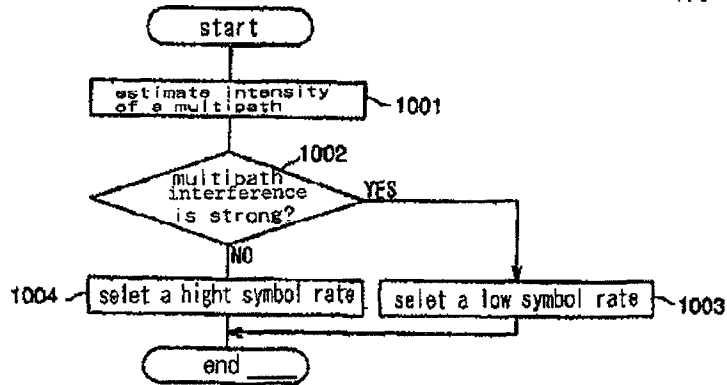 start
estimate intensity
of a multipath
1001
1002
multipath
interference
is strong?
YES
NO
1004
selet a hight symbol rate
selet a low symbol rate
1003
end